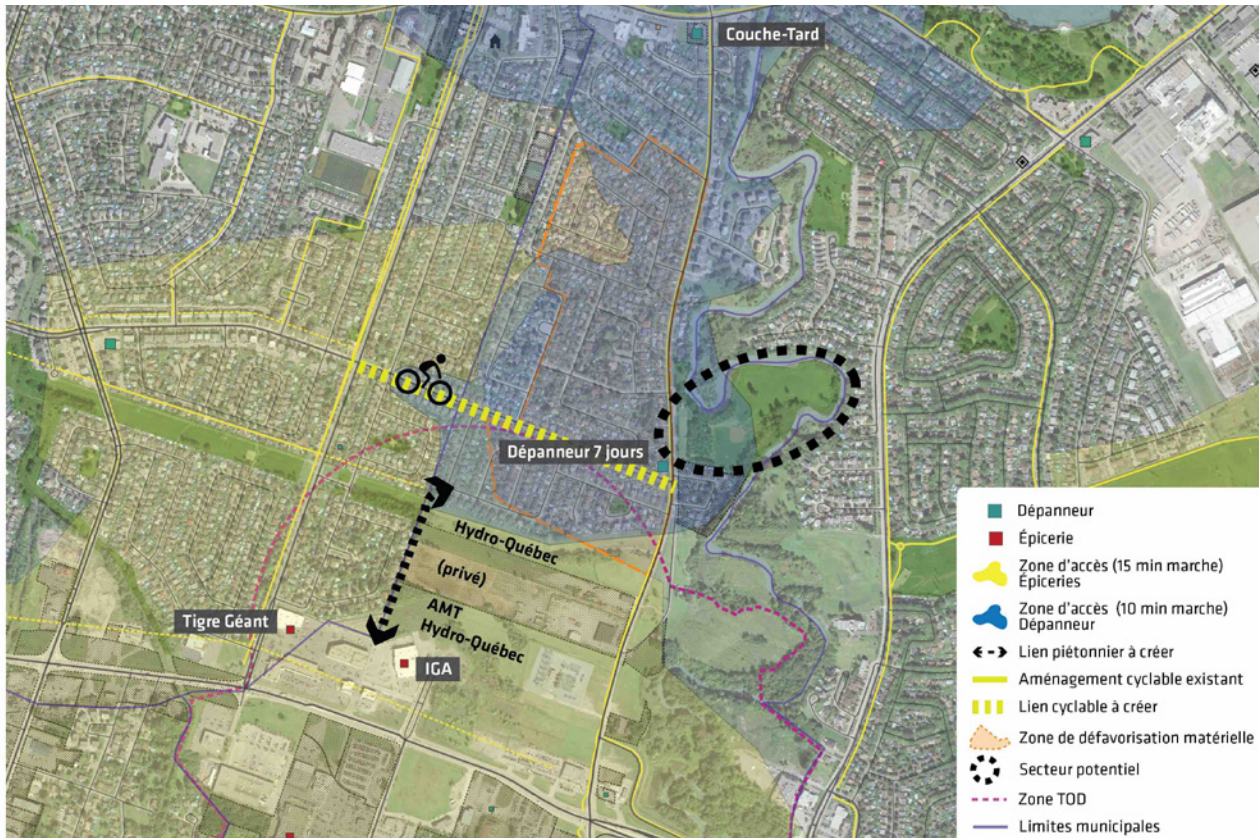 Couche-Tard
Dépanneur 7 jours
Hydro-Québec
(privé)
AMT
Hydro-Québec
Tigre Géant
IGA
Dépanneur
Épicerie
Zone d'accès (15 min marche)
Épiceries
Zone d'accès (10 min marche)
Dépanneur
Lien piétonnier à créer
Aménagement cyclable existant
Lien cyclable à créer
Zone de défavorisation matérielle
Secteur potentiel
Zone TOD
Limites municipales